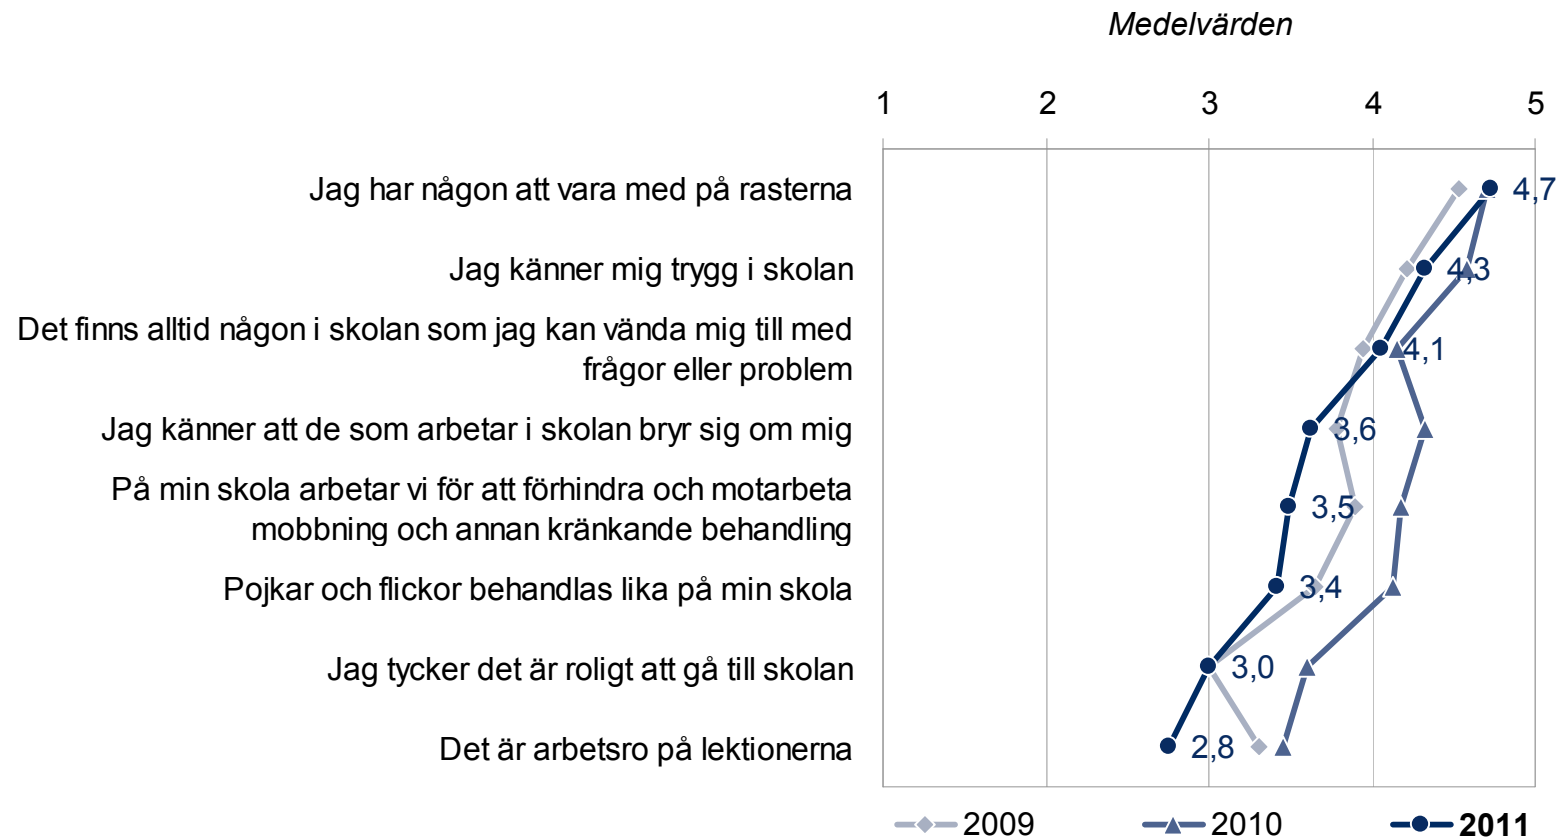 Medelvärden
1 2 3 4 5
Jag har någon att vara med på rasterna 4,7
Jag känner mig trygg i skolan 4,3
Det finns alltid någon i skolan som jag kan vända mig till med
frågor eller problem 4,1
Jag känner att de som arbetar i skolan bryr sig om mig 3,6
På min skola arbetar vi för att förhindra och motarbeta
mobbning och annan kränkande behandling 3,5
Pojkar och flickor behandlas lika på min skola 3,4
Jag tycker det är roligt att gå till skolan 3,0
Det är arbetsro på lektionerna 2,8
2009 2010 2011